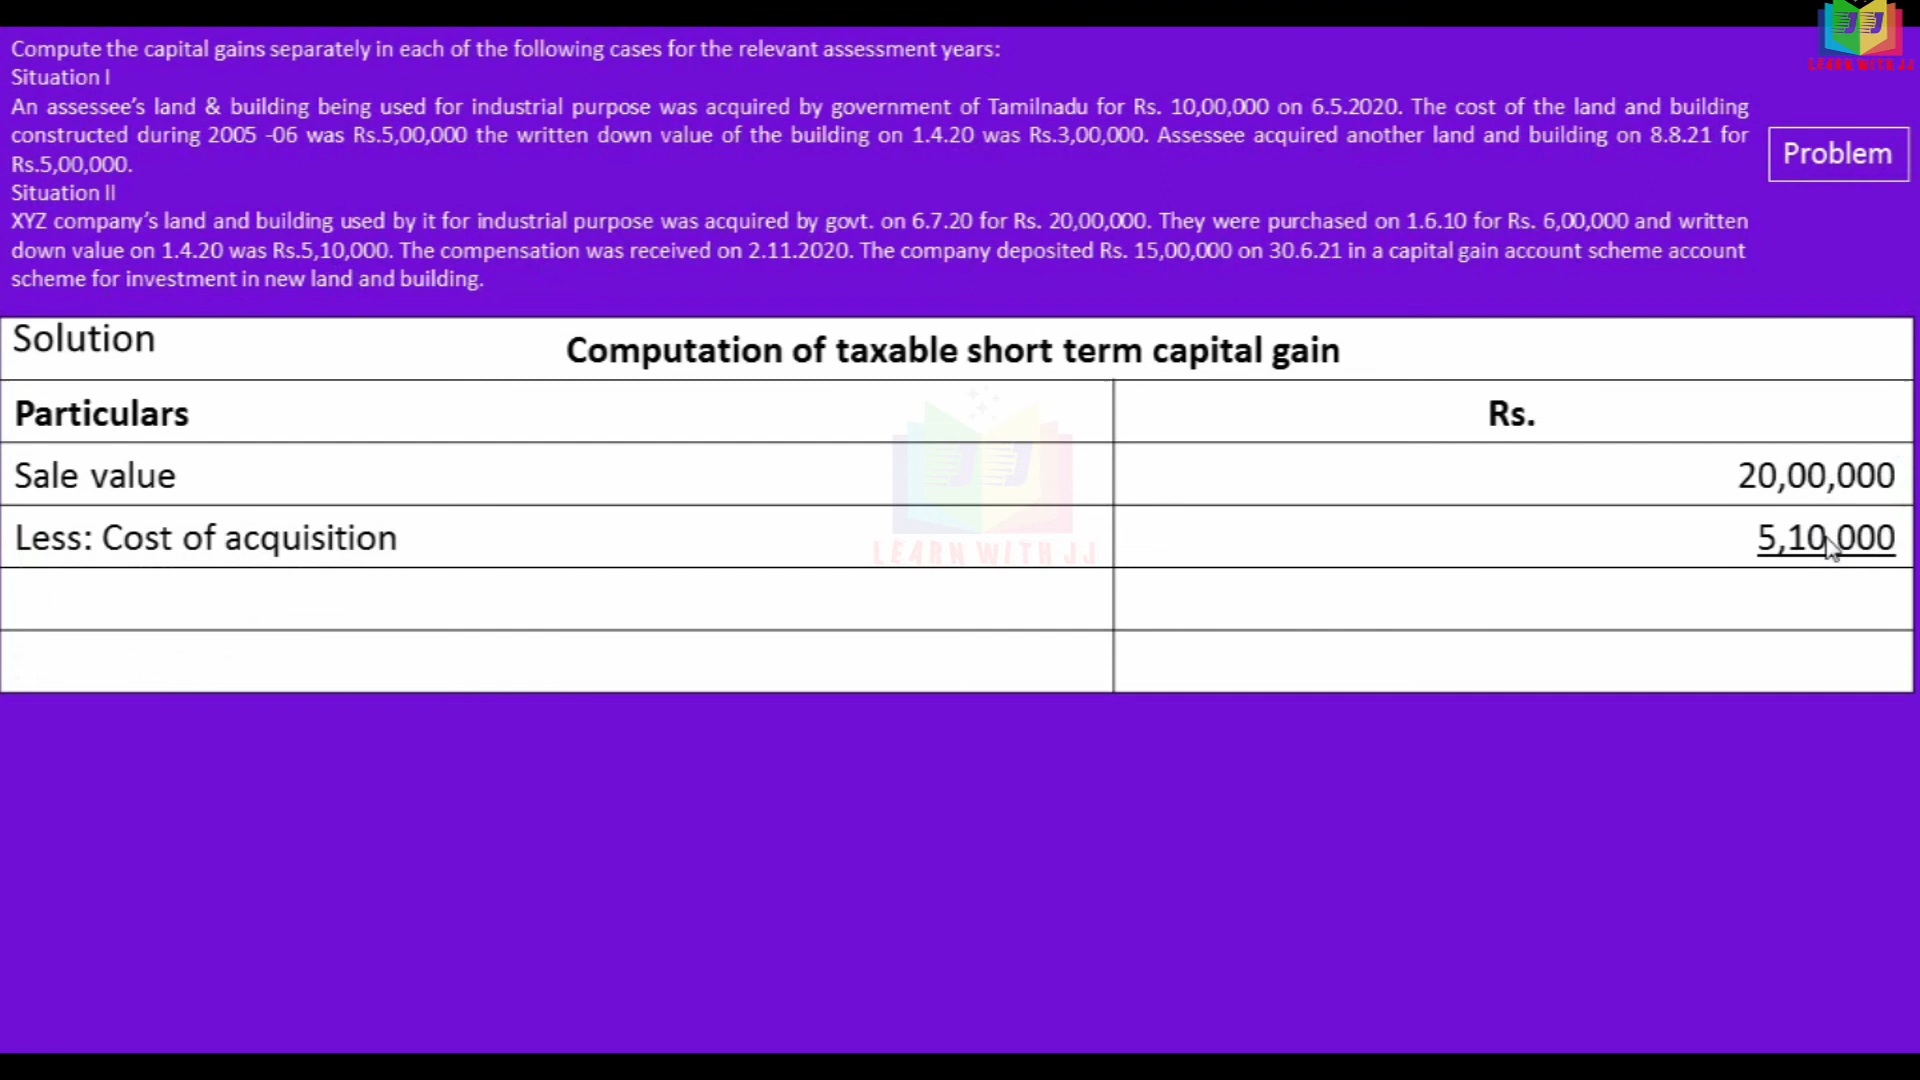 LEARN WITH JJ
Compute the capital gains separately in each of the following cases for the relevant assessment years:
Situation I
An assessee's land & building being used for industrial purpose was acquired by government of Tamilnadu for Rs. 10,00,000 on 6.5.2020. The cost of the land and building
constructed during 2005 -06 was Rs.5,00,000 the written down value of the building on 1.4.20 was Rs.3,00,000. Assessee acquired another land and building on 8.8.21 for
Rs.5,00,000.
Problem
Situation II
XYZ company's land and building used by it for industrial purpose was acquired by govt. on 6.7.20 for Rs. 20,00,000. They were purchased on 1.6.10 for Rs. 6,00,000 and written
down value on 1.4.20 was Rs.5,10,000. The compensation was received on 2.11.2020. The company deposited Rs. 15,00,000 on 30.6.21 in a capital gain account scheme account
scheme for investment in new land and building.
Solution
Computation of taxable short term capital gain
Particulars Rs.
Sale value 20,00,000
Less: Cost of acquisition 5,10,000
LEARN WITH JJ